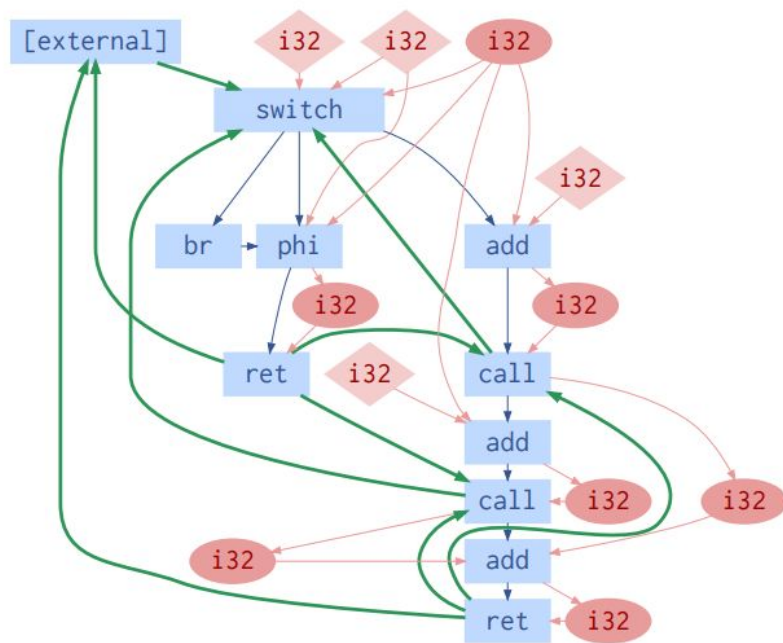 [external]
i32
i32
i32
switch
i32
br
phi
add
i32
i32
ret
i32
call
add
call
i32
i32
i32
add
ret
i32